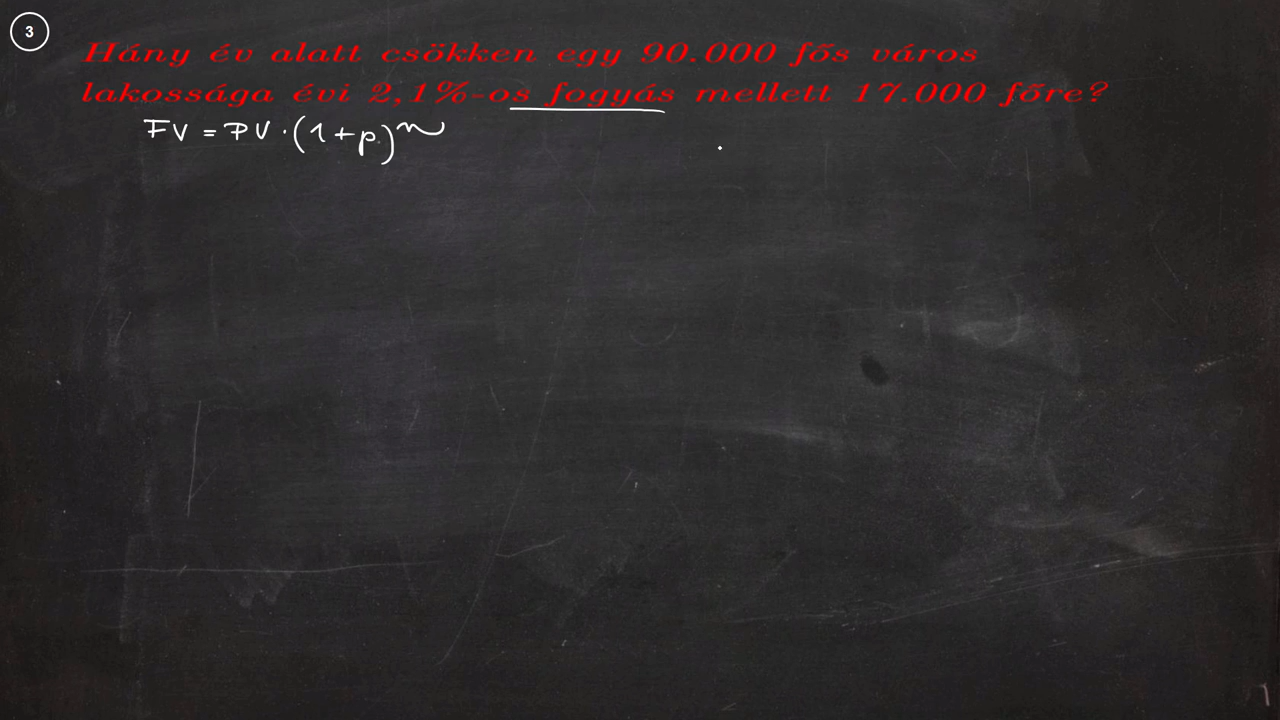 3
Hány év alatt csökken egy 90.000 fős város
lakossága évi 2,1%-os fogyás mellett 17.000 főre?
FV = PV · (1 + p)^n